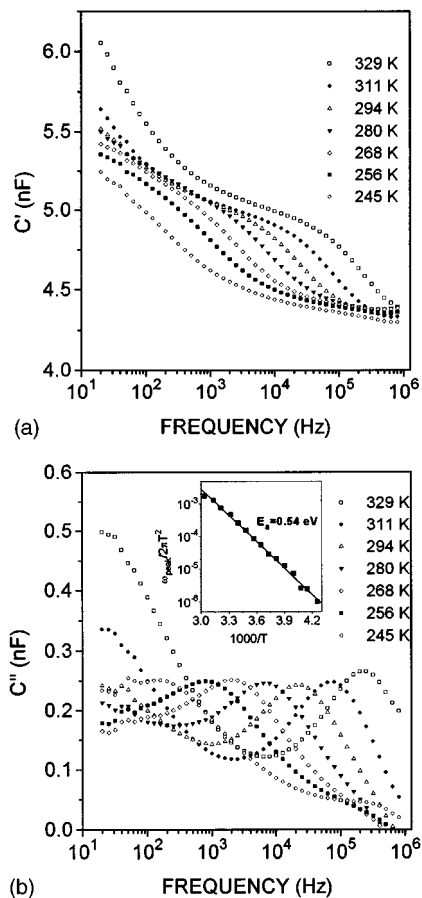 6.0
5.5
5.0
4.5
4.0
C' (nF)
329 K
311 K
294 K
280 K
268 K
256 K
245 K
10¹ 10² 10³ 10⁴ 10⁵ 10⁶
FREQUENCY (Hz)
(a)
0.6
0.5
0.4
0.3
0.2
0.1
0.0
C'' (nF)
10⁻³
10⁻⁴
10⁻⁵
10⁻⁶
ω_peak/2πT²
E_a=0.54 eV
3.0 3.3 3.6 3.9 4.2
1000/T
329 K
311 K
294 K
280 K
268 K
256 K
245 K
10¹ 10² 10³ 10⁴ 10⁵ 10⁶
FREQUENCY (Hz)
(b)